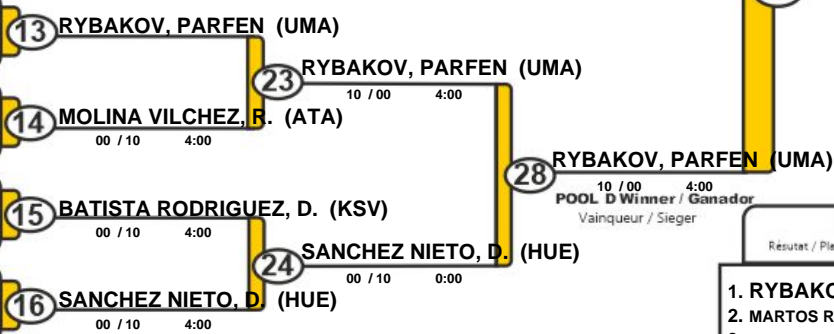 13 RYBAKOV, PARFEN (UMA)
23 RYBAKOV, PARFEN (UMA)
10 / 00 4:00
14 MOLINA VILCHEZ, R. (ATA)
00 / 10 4:00
28 RYBAKOV, PARFEN (UMA)
10 / 00 4:00
POOL D Winner / Ganador
Vainqueur / Sieger
15 BATISTA RODRIGUEZ, D. (KSV)
00 / 10 4:00
24 SANCHEZ NIETO, D. (HUE)
00 / 10 0:00
16 SANCHEZ NIETO, D. (HUE)
00 / 10 4:00
Résutat / Pla
1. RYBAKO
2. MARTOS R